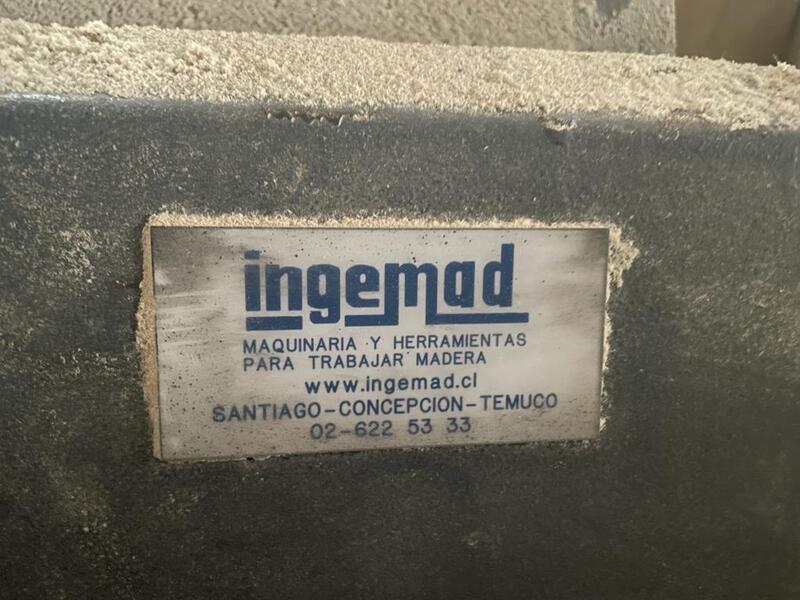 ingemad
MAQUINARIA Y HERRAMIENTAS
PARA TRABAJAR MADERA
www.ingemad.cl
SANTIAGO-CONCEPCION-TEMUCO
02-622 53 33